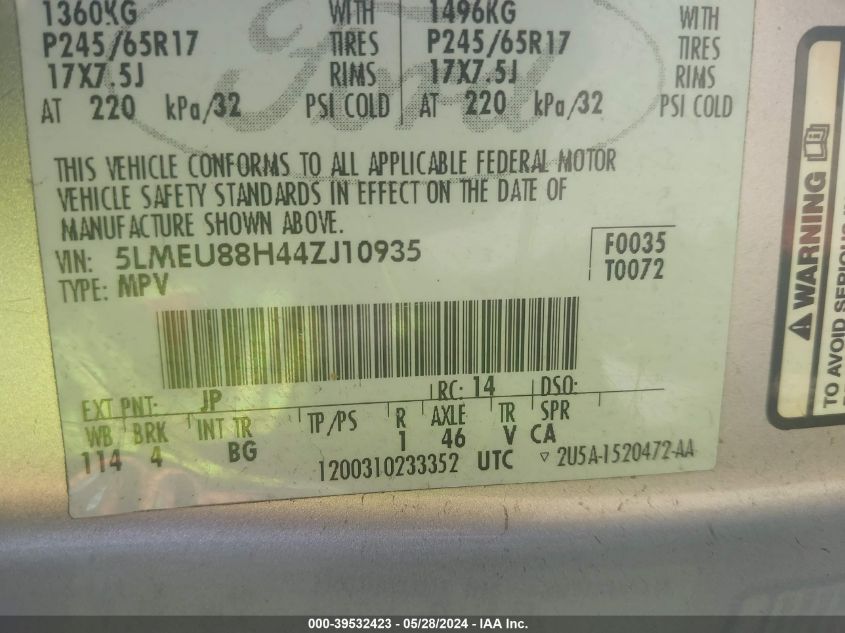 1360KG WITH 1496KG WITH
P245/65R17 TIRES P245/65R17 TIRES
17X7.5J RIMS 17X7.5J RIMS
AT 220 kPa/32 PSI COLD AT 220 kPa/32 PSI COLD
Ford
THIS VEHICLE CONFORMS TO ALL APPLICABLE FEDERAL MOTOR
VEHICLE SAFETY STANDARDS IN EFFECT ON THE DATE OF
MANUFACTURE SHOWN ABOVE.
VIN: 5LMEU88H44ZJ10935
F0035
TYPE: MPV
T0072
EXT PNT: JP RC: 14 DSO:
WB BRK INT TR TP/PS R AXLE TR SPR
114 4 BG 1 46 V CA
1200310233352 UTC ▿ 2U5A-1520472-AA
WARNING
TO AVOID SERIOUS
000-39532423 - 05/28/2024 - IAA Inc.